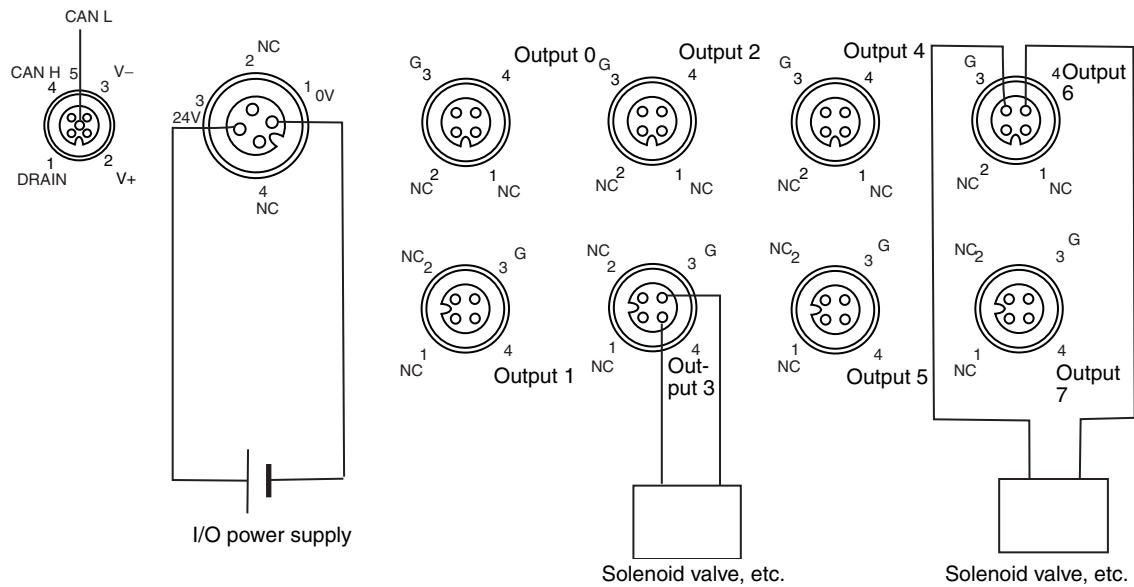 CAN L
CAN H
5
4
3
V–
1
DRAIN
2
V+
NC
2
3
24V
1
0V
4
NC
G
3
4
Output 0
NC
2
1
NC
G
3
4
Output 2
NC
2
1
NC
G
3
4
Output 4
NC
2
1
NC
G
3
4
Output
6
NC
2
1
NC
NC
2
3
G
1
NC
4
Output 1
NC
2
3
G
1
NC
4
Out-
put 3
NC
2
3
G
1
NC
4
Output 5
NC
2
3
G
1
NC
4
Output
7
I/O power supply
Solenoid valve, etc.
Solenoid valve, etc.